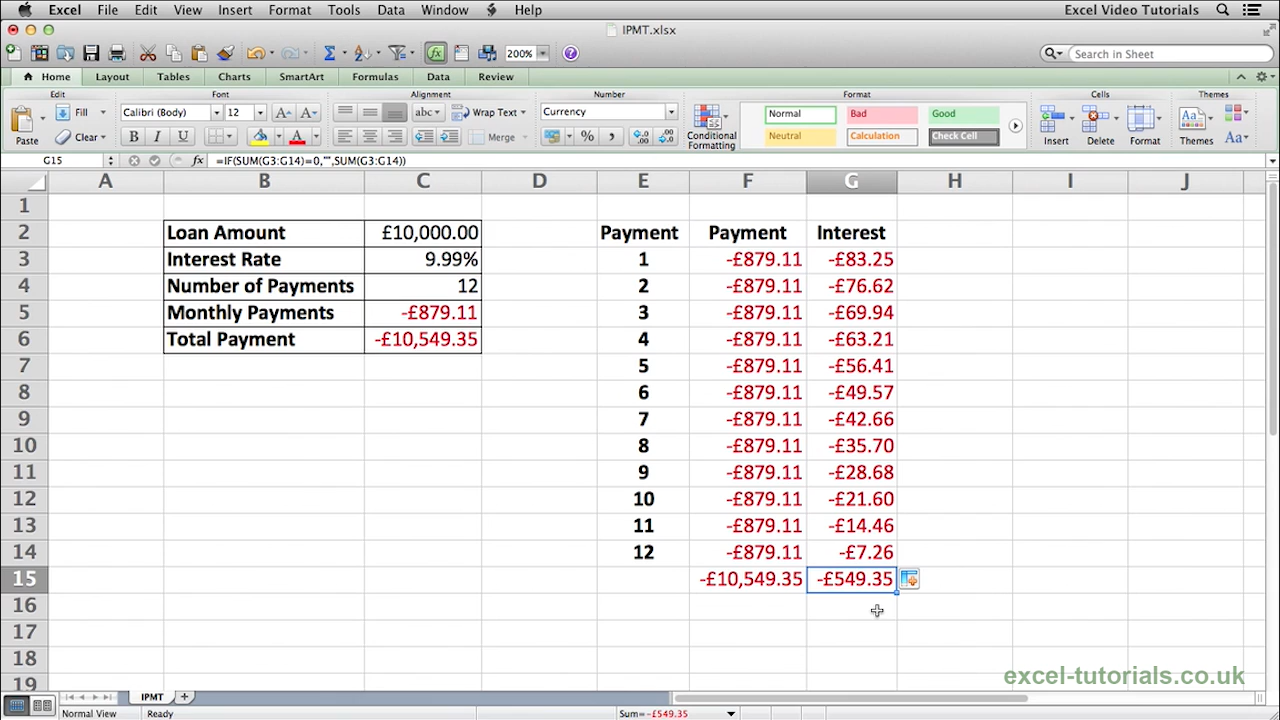 Excel File Edit View Insert Format Tools Data Window Help Excel Video Tutorials
IPMT.xlsx
200% Search in Sheet
Home Layout Tables Charts SmartArt Formulas Data Review
Edit Font Alignment Number Format Cells Themes
Fill Calibri (Body) 12 abc Wrap Text Currency Normal Bad Good
Paste Clear B I U A Merge % Conditional Formatting Neutral Calculation Check Cell Insert Delete Format Themes Aa
G15 fx =IF(SUM(G3:G14)=0,"",SUM(G3:G14))
A B C D E F G H I J
1
2 Loan Amount £10,000.00 Payment Payment Interest
3 Interest Rate 9.99% 1 -£879.11 -£83.25
4 Number of Payments 12 2 -£879.11 -£76.62
5 Monthly Payments -£879.11 3 -£879.11 -£69.94
6 Total Payment -£10,549.35 4 -£879.11 -£63.21
7 5 -£879.11 -£56.41
8 6 -£879.11 -£49.57
9 7 -£879.11 -£42.66
10 8 -£879.11 -£35.70
11 9 -£879.11 -£28.68
12 10 -£879.11 -£21.60
13 11 -£879.11 -£14.46
14 12 -£879.11 -£7.26
15 -£10,549.35 -£549.35
16
17
18
19
excel-tutorials.co.uk
IPMT
Normal View Ready Sum=-£549.35